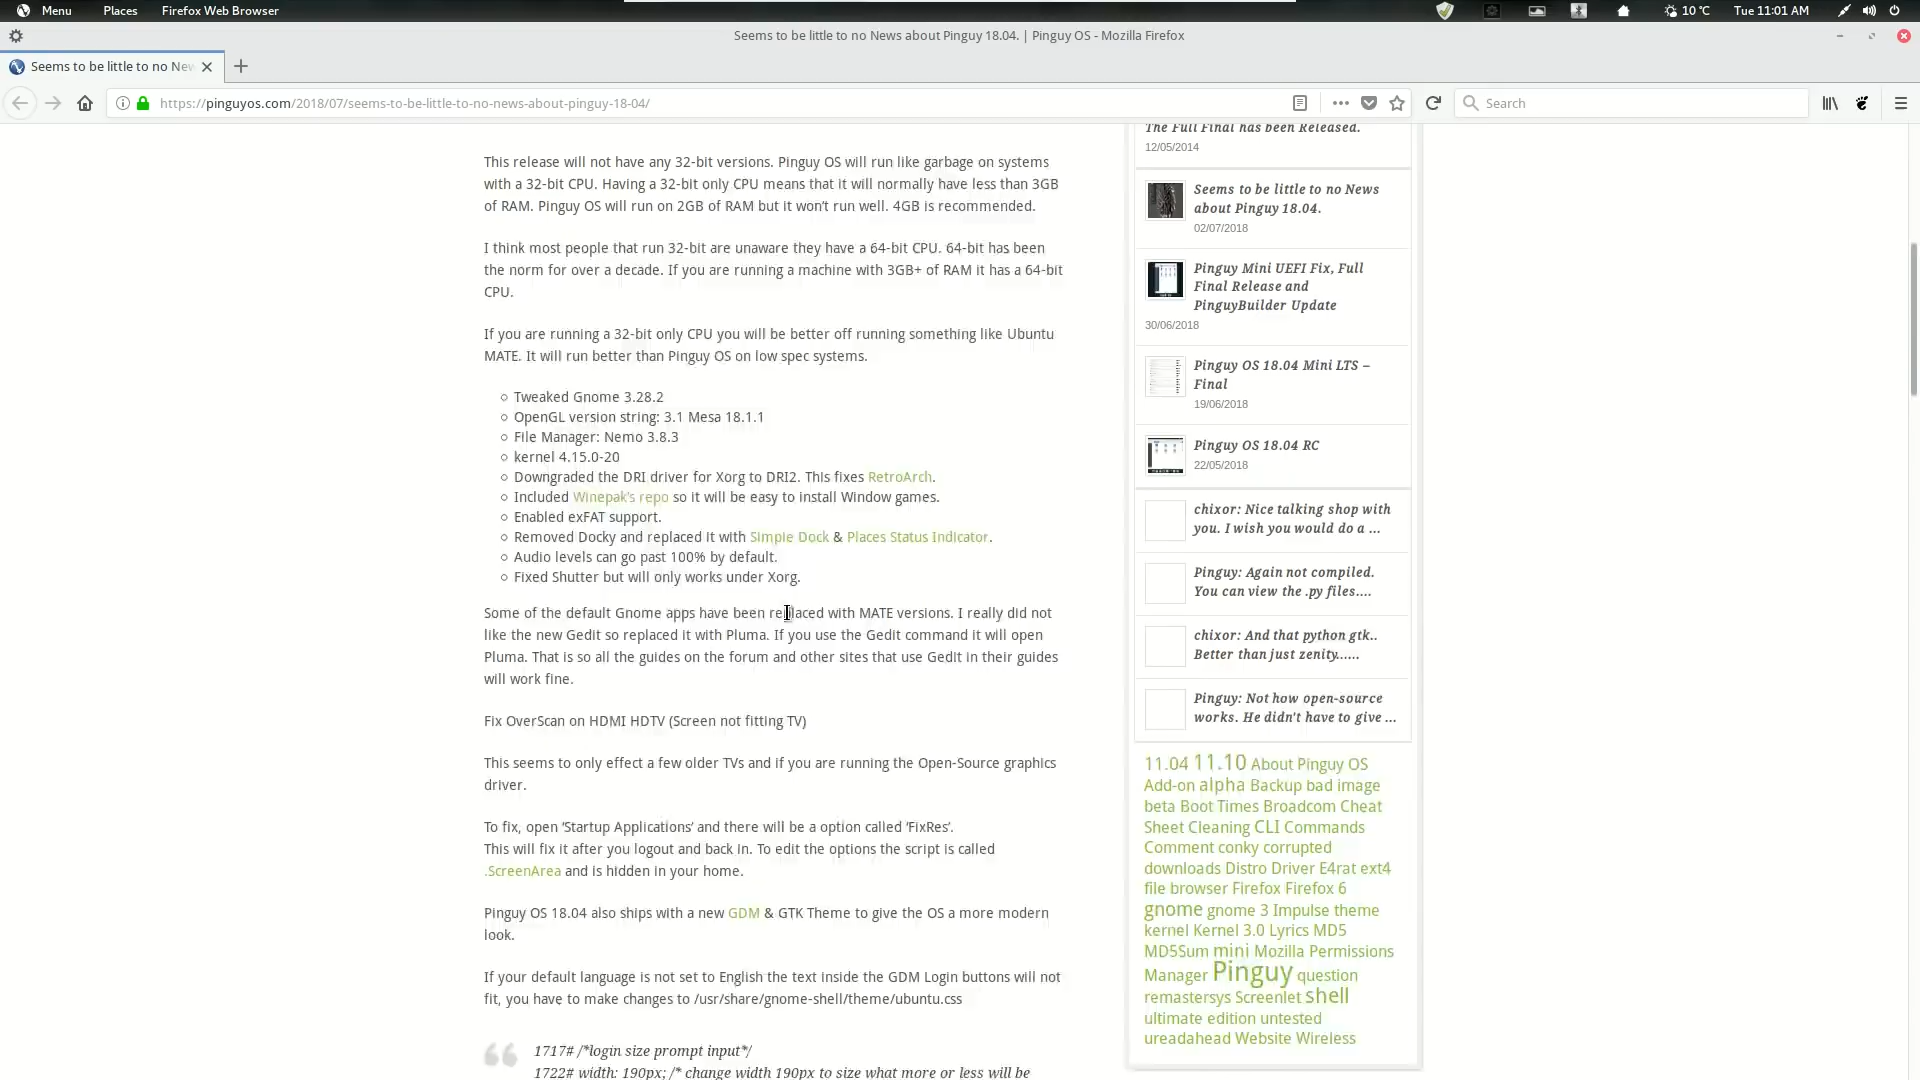 Menu Places Firefox Web Browser 10 ℃ Tue 11:01 AM
Seems to be little to no News about Pinguy 18.04. | Pinguy OS - Mozilla Firefox
Seems to be little to no New
https://pinguyos.com/2018/07/seems-to-be-little-to-no-news-about-pinguy-18-04/
Search
This release will not have any 32-bit versions. Pinguy OS will run like garbage on systems
with a 32-bit CPU. Having a 32-bit only CPU means that it will normally have less than 3GB
of RAM. Pinguy OS will run on 2GB of RAM but it won’t run well. 4GB is recommended.
I think most people that run 32-bit are unaware they have a 64-bit CPU. 64-bit has been
the norm for over a decade. If you are running a machine with 3GB+ of RAM it has a 64-bit
CPU.
If you are running a 32-bit only CPU you will be better off running something like Ubuntu
MATE. It will run better than Pinguy OS on low spec systems.
Tweaked Gnome 3.28.2
OpenGL version string: 3.1 Mesa 18.1.1
File Manager: Nemo 3.8.3
kernel 4.15.0-20
Downgraded the DRI driver for Xorg to DRI2. This fixes RetroArch.
Included Winepak’s repo so it will be easy to install Window games.
Enabled exFAT support.
Removed Docky and replaced it with Simple Dock & Places Status Indicator.
Audio levels can go past 100% by default.
Fixed Shutter but will only works under Xorg.
Some of the default Gnome apps have been replaced with MATE versions. I really did not
like the new Gedit so replaced it with Pluma. If you use the Gedit command it will open
Pluma. That is so all the guides on the forum and other sites that use Gedit in their guides
will work fine.
Fix OverScan on HDMI HDTV (Screen not fitting TV)
This seems to only effect a few older TVs and if you are running the Open-Source graphics
driver.
To fix, open ‘Startup Applications’ and there will be a option called ‘FixRes’.
This will fix it after you logout and back in. To edit the options the script is called
.ScreenArea and is hidden in your home.
Pinguy OS 18.04 also ships with a new GDM & GTK Theme to give the OS a more modern
look.
If your default language is not set to English the text inside the GDM Login buttons will not
fit, you have to make changes to /usr/share/gnome-shell/theme/ubuntu.css
1717# /*login size prompt input*/
1722# width: 190px; /* change width 190px to size what more or less will be
The Full Final has been Released.
12/05/2014
Seems to be little to no News
about Pinguy 18.04.
02/07/2018
Pinguy Mini UEFI Fix, Full
Final Release and
PinguyBuilder Update
30/06/2018
Pinguy OS 18.04 Mini LTS –
Final
19/06/2018
Pinguy OS 18.04 RC
22/05/2018
chixor: Nice talking shop with
you. I wish you would do a ...
Pinguy: Again not compiled.
You can view the .py files....
chixor: And that python gtk..
Better than just zenity......
Pinguy: Not how open-source
works. He didn't have to give ...
11.04 11.10 About Pinguy OS
Add-on alpha Backup bad image
beta Boot Times Broadcom Cheat
Sheet Cleaning CLI Commands
Comment conky corrupted
downloads Distro Driver E4rat ext4
file browser Firefox Firefox 6
gnome gnome 3 Impulse theme
kernel Kernel 3.0 Lyrics MD5
MD5Sum mini Mozilla Permissions
Manager Pinguy question
remastersys Screenlet shell
ultimate edition untested
ureadahead Website Wireless